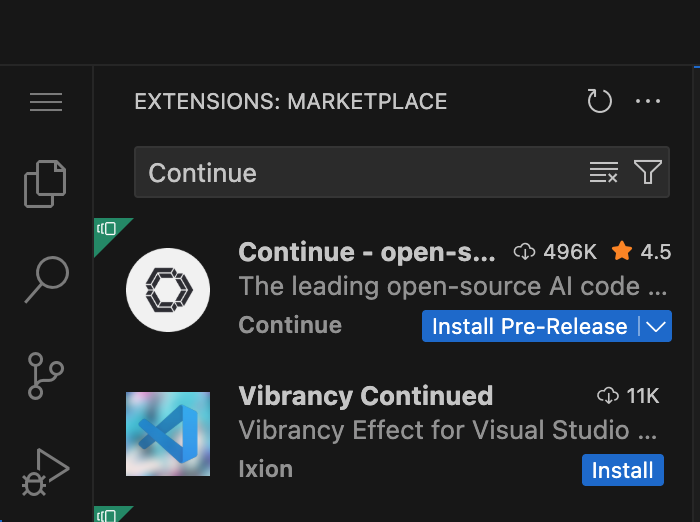 EXTENSIONS: MARKETPLACE
Continue
Continue - open-s... 496K 4.5
The leading open-source AI code ...
Continue Install Pre-Release
Vibrancy Continued 11K
Vibrancy Effect for Visual Studio ...
Ixion Install